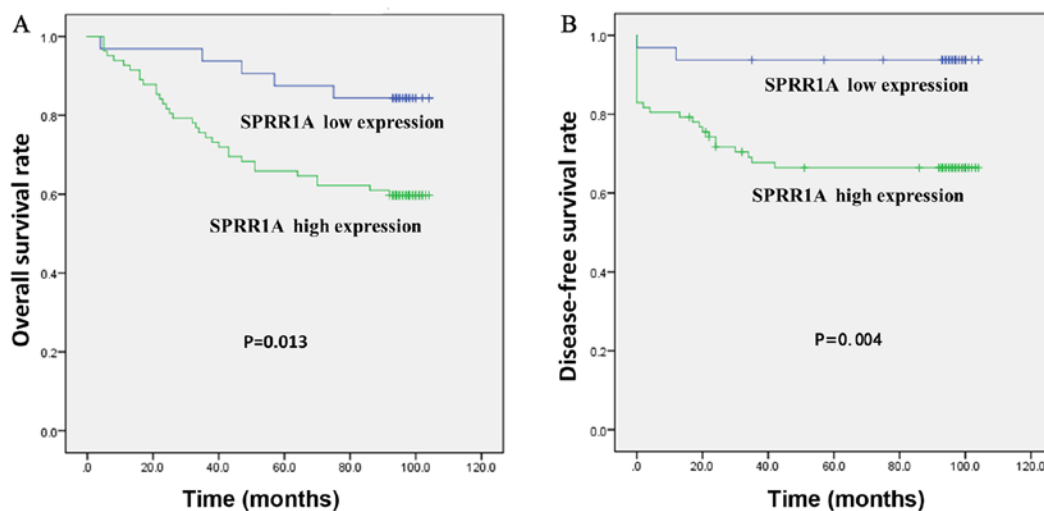 A
Overall survival rate
1.0
0.8
0.6
0.4
0.2
0.0
SPRR1A low expression
SPRR1A high expression
P=0.013
.0 20.0 40.0 60.0 80.0 100.0 120.0
Time (months)
B
Disease-free survival rate
1.0
0.8
0.6
0.4
0.2
0.0
SPRR1A low expression
SPRR1A high expression
P=0.004
.0 20.0 40.0 60.0 80.0 100.0 120.0
Time (months)